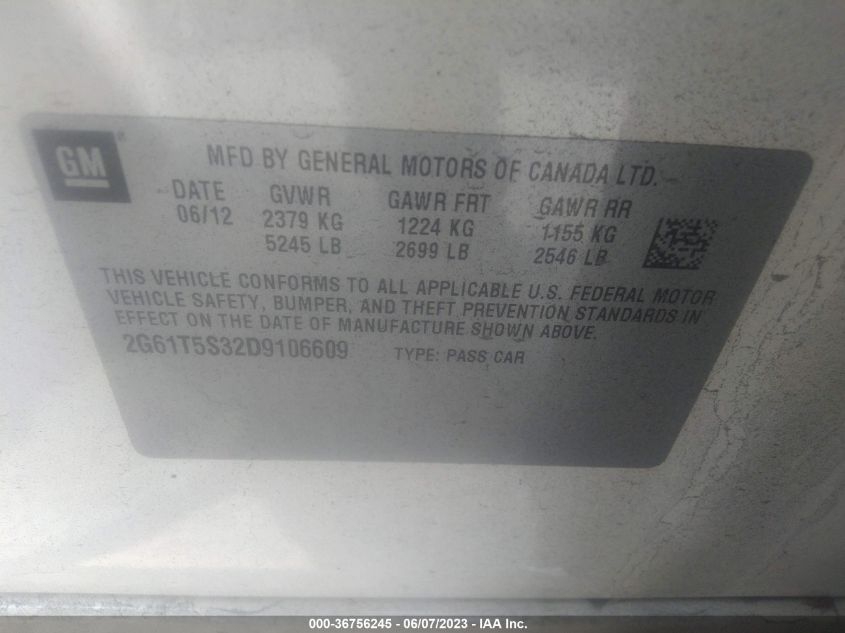 GM
MFD BY GENERAL MOTORS OF CANADA LTD.
DATE GVWR GAWR FRT GAWR RR
06/12 2379 KG 1224 KG 1155 KG
5245 LB 2699 LB 2546 LB
THIS VEHICLE CONFORMS TO ALL APPLICABLE U.S. FEDERAL MOTOR
VEHICLE SAFETY, BUMPER, AND THEFT PREVENTION STANDARDS IN
EFFECT ON THE DATE OF MANUFACTURE SHOWN ABOVE.
2G61T5S32D9106609 TYPE: PASS CAR
000-36756245 - 06/07/2023 - IAA Inc.